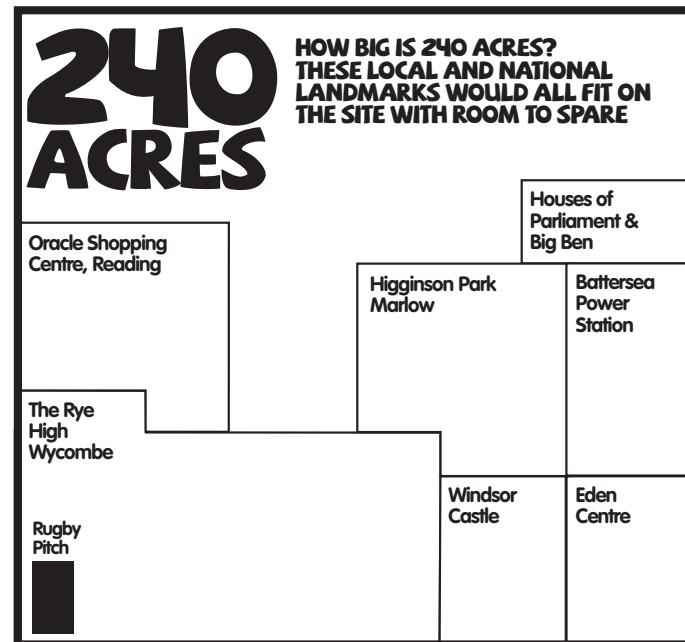 240
ACRES
HOW BIG IS 240 ACRES?
THESE LOCAL AND NATIONAL
LANDMARKS WOULD ALL FIT ON
THE SITE WITH ROOM TO SPARE
Houses of
Parliament &
Big Ben
Oracle Shopping
Centre, Reading
Higginson Park
Marlow
Battersea
Power
Station
The Rye
High
Wycombe
Windsor
Castle
Eden
Centre
Rugby
Pitch